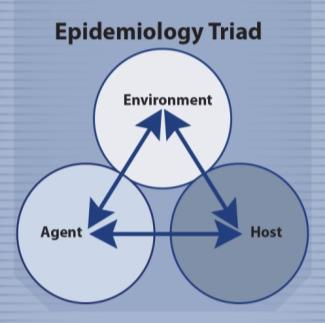 Epidemiology Triad
Environment
Agent
Host